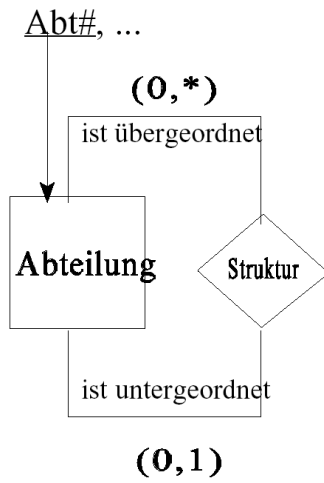 Abt#, ...
(0,*)
ist übergeordnet
Abteilung
Struktur
ist untergeordnet
(0,1)